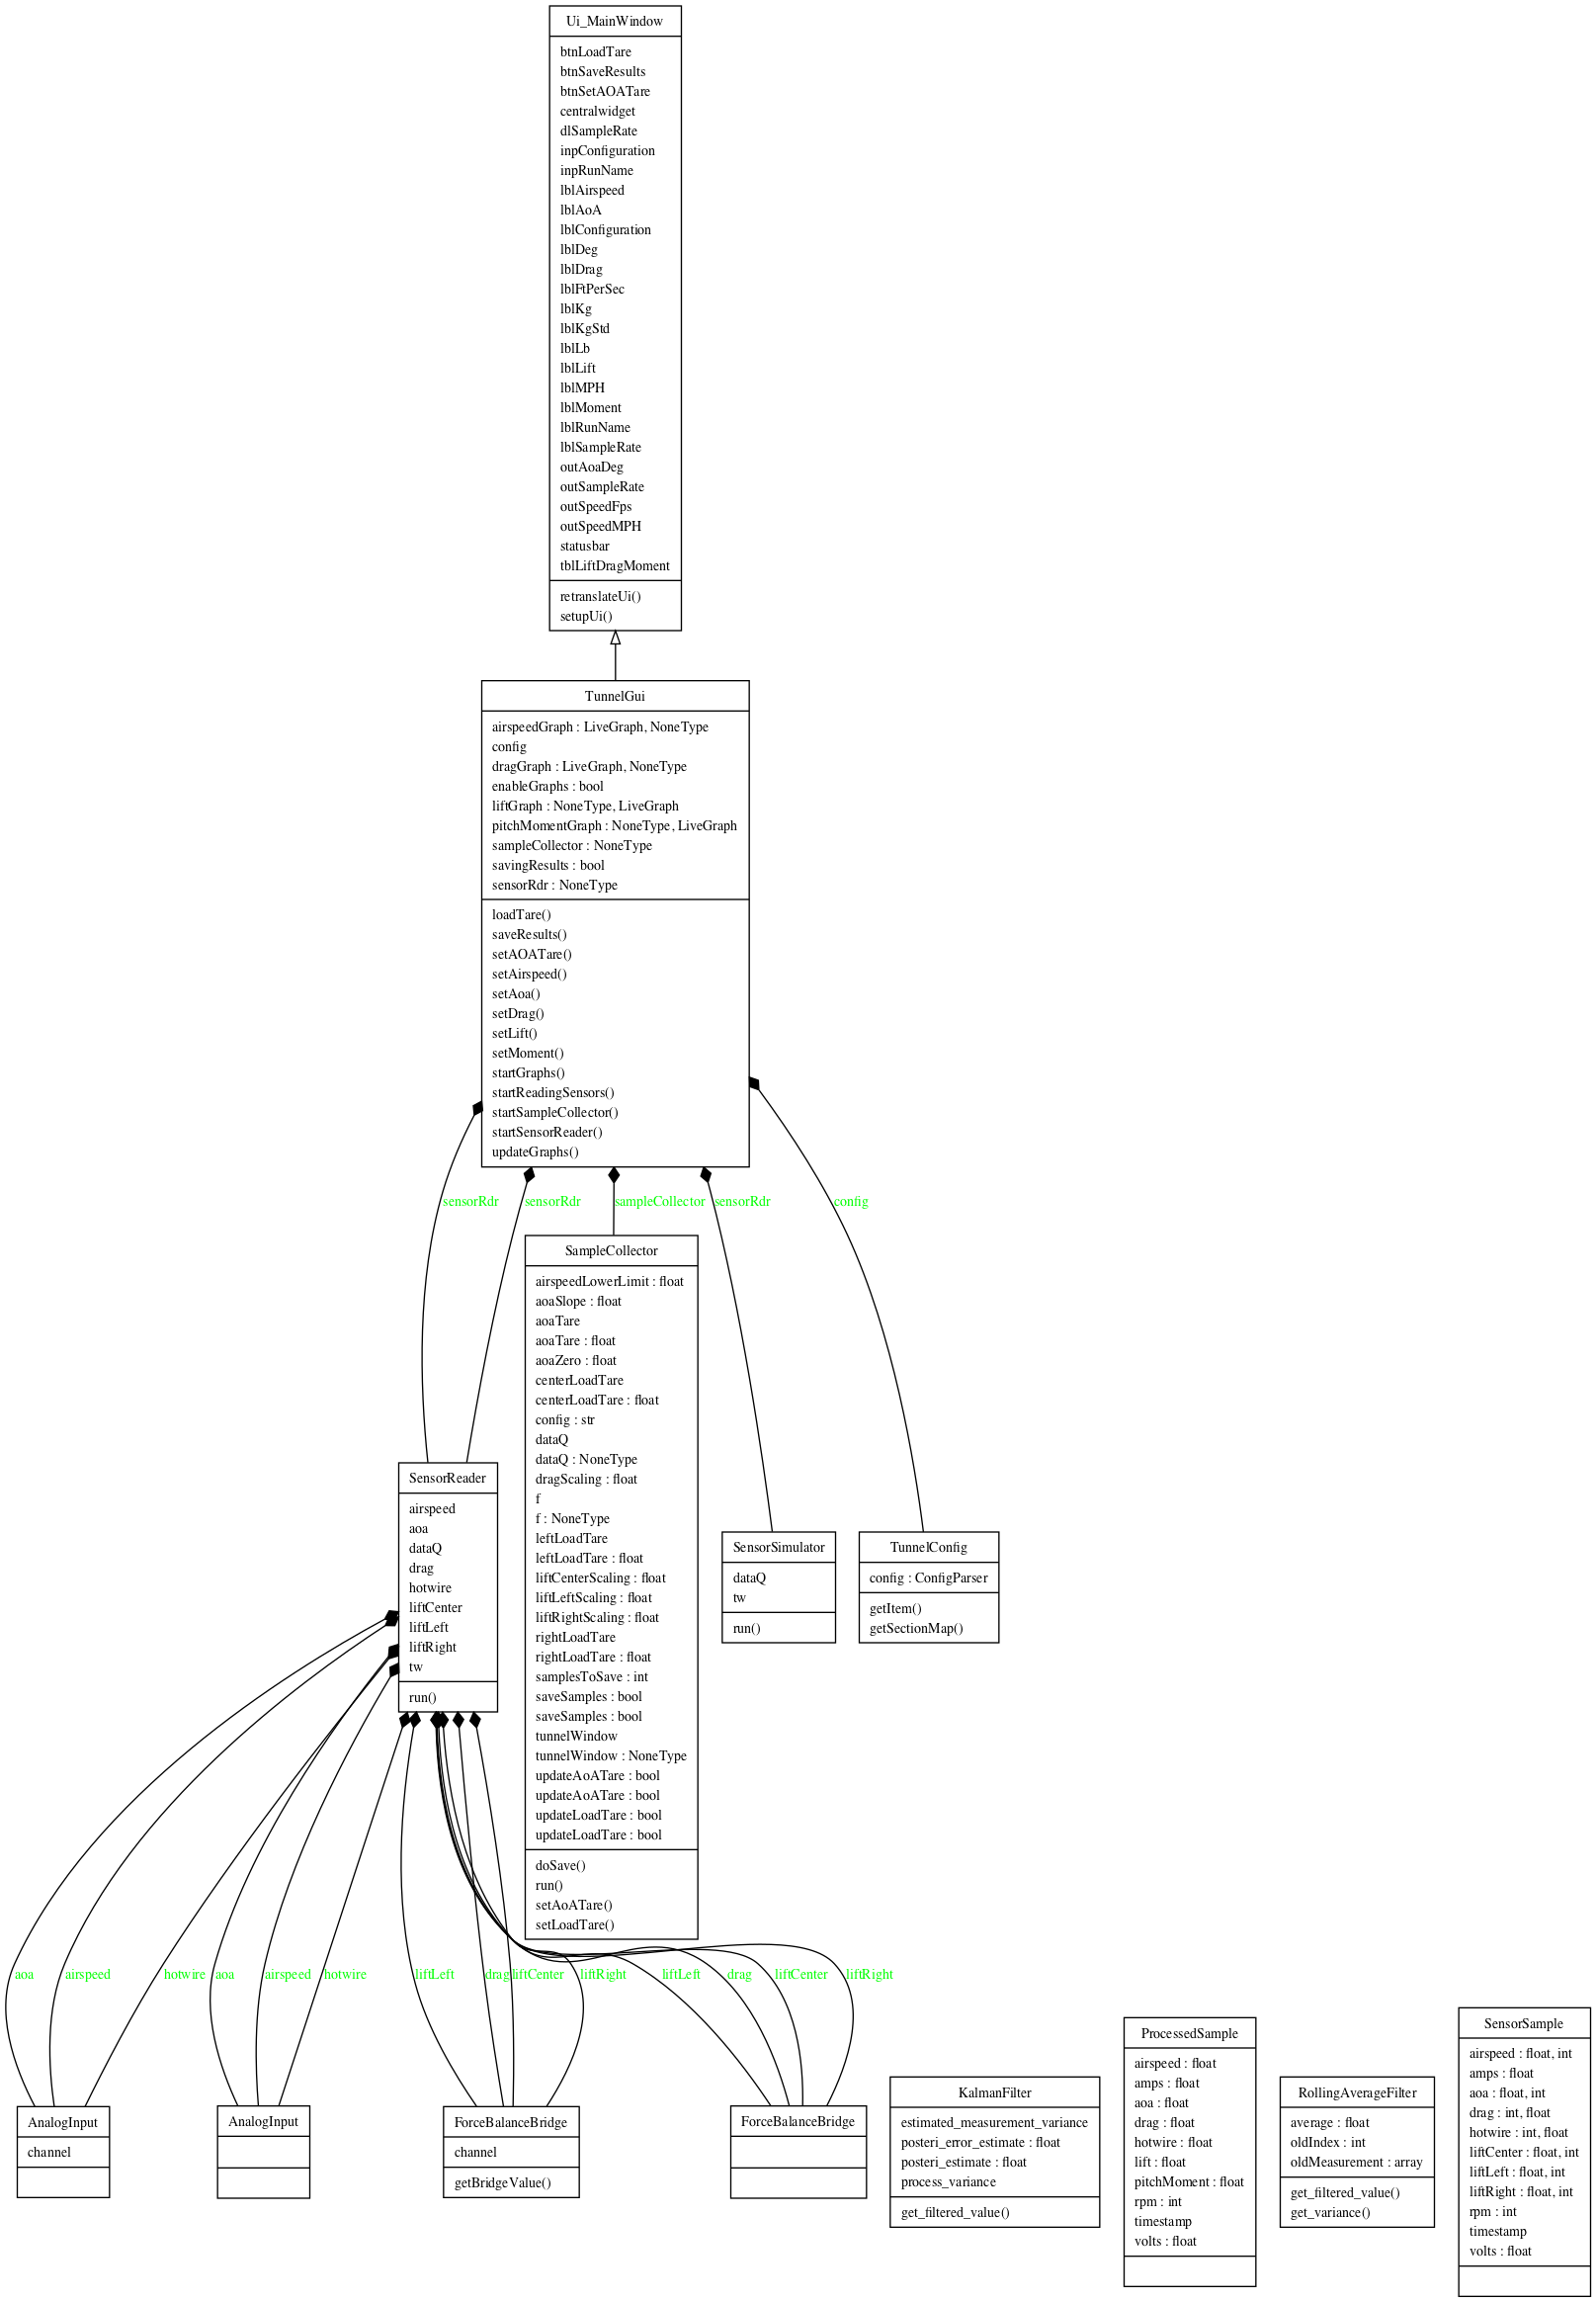 Ui_MainWindow
btnLoadTare
btnSaveResults
btnSetAOATare
centralwidget
dlSampleRate
inpConfiguration
inpRunName
lblAirspeed
lblAoA
lblConfiguration
lblDeg
lblDrag
lblFtPerSec
lblKg
lblKgStd
lblLb
lblLift
lblMPH
lblMoment
lblRunName
lblSampleRate
outAoaDeg
outSampleRate
outSpeedFps
outSpeedMPH
statusbar
tblLiftDragMoment
retranslateUi()
setupUi()
TunnelGui
airspeedGraph : LiveGraph, NoneType
config
dragGraph : LiveGraph, NoneType
enableGraphs : bool
liftGraph : NoneType, LiveGraph
pitchMomentGraph : NoneType, LiveGraph
sampleCollector : NoneType
savingResults : bool
sensorRdr : NoneType
loadTare()
saveResults()
setAOATare()
setAirspeed()
setAoa()
setDrag()
setLift()
setMoment()
startGraphs()
startReadingSensors()
startSampleCollector()
startSensorReader()
updateGraphs()
sensorRdr
sensorRdr
sampleCollector
sensorRdr
config
SampleCollector
airspeedLowerLimit : float
aoaSlope : float
aoaTare
aoaTare : float
aoaZero : float
centerLoadTare
centerLoadTare : float
config : str
dataQ
dataQ : NoneType
dragScaling : float
f
f : NoneType
leftLoadTare
leftLoadTare : float
liftCenterScaling : float
liftLeftScaling : float
liftRightScaling : float
rightLoadTare
rightLoadTare : float
samplesToSave : int
saveSamples : bool
saveSamples : bool
tunnelWindow
tunnelWindow : NoneType
updateAoATare : bool
updateAoATare : bool
updateLoadTare : bool
updateLoadTare : bool
doSave()
run()
setAoATare()
setLoadTare()
SensorReader
airspeed
aoa
dataQ
drag
hotwire
liftCenter
liftLeft
liftRight
tw
run()
SensorSimulator
dataQ
tw
run()
TunnelConfig
config : ConfigParser
getItem()
getSectionMap()
aoa
airspeed
hotwire
aoa
airspeed
hotwire
liftLeft
drag
liftCenter
liftRight
liftLeft
drag
liftCenter
liftRight
AnalogInput
channel
AnalogInput
ForceBalanceBridge
channel
getBridgeValue()
ForceBalanceBridge
KalmanFilter
estimated_measurement_variance
posteri_error_estimate : float
posteri_estimate : float
process_variance
get_filtered_value()
ProcessedSample
airspeed : float
amps : float
aoa : float
drag : float
hotwire : float
lift : float
pitchMoment : float
rpm : int
timestamp
volts : float
RollingAverageFilter
average : float
oldIndex : int
oldMeasurement : array
get_filtered_value()
get_variance()
SensorSample
airspeed : float, int
amps : float
aoa : float, int
drag : int, float
hotwire : int, float
liftCenter : float, int
liftLeft : float, int
liftRight : float, int
rpm : int
timestamp
volts : float